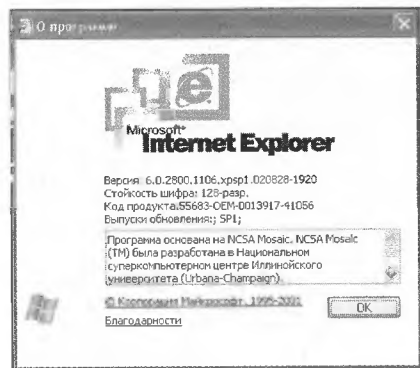 О программе
Microsoft®
Internet Explorer
Версия: 6.0.2800.1106.xpsp1.020828-1920
Стойкость шифра: 128-разр.
Код продукта:55683-OEM-0013917-41056
Выпуски обновления:; SP1;
Программа основана на NCSA Mosaic. NCSA Mosaic
(TM) была разработана в Национальном
суперкомпьютерном центре Иллинойского
университета (Urbana-Champaign).
© Корпорация Майкрософт, 1995-2001
OK
Благодарности